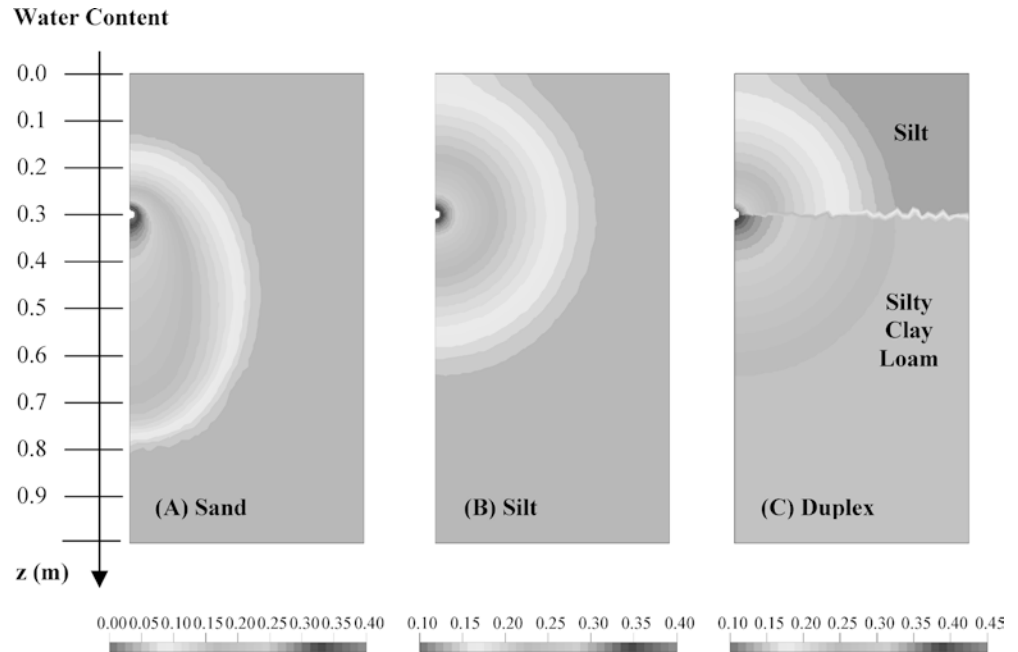 Water Content
0.0
0.1
0.2
0.3
0.4
0.5
0.6
0.7
0.8
0.9
z (m)
(A) Sand
(B) Silt
Silt
Silty
Clay
Loam
(C) Duplex
0.00 0.05 0.10 0.15 0.20 0.25 0.30 0.35 0.40
0.10 0.15 0.20 0.25 0.30 0.35 0.40
0.10 0.15 0.20 0.25 0.30 0.35 0.40 0.45